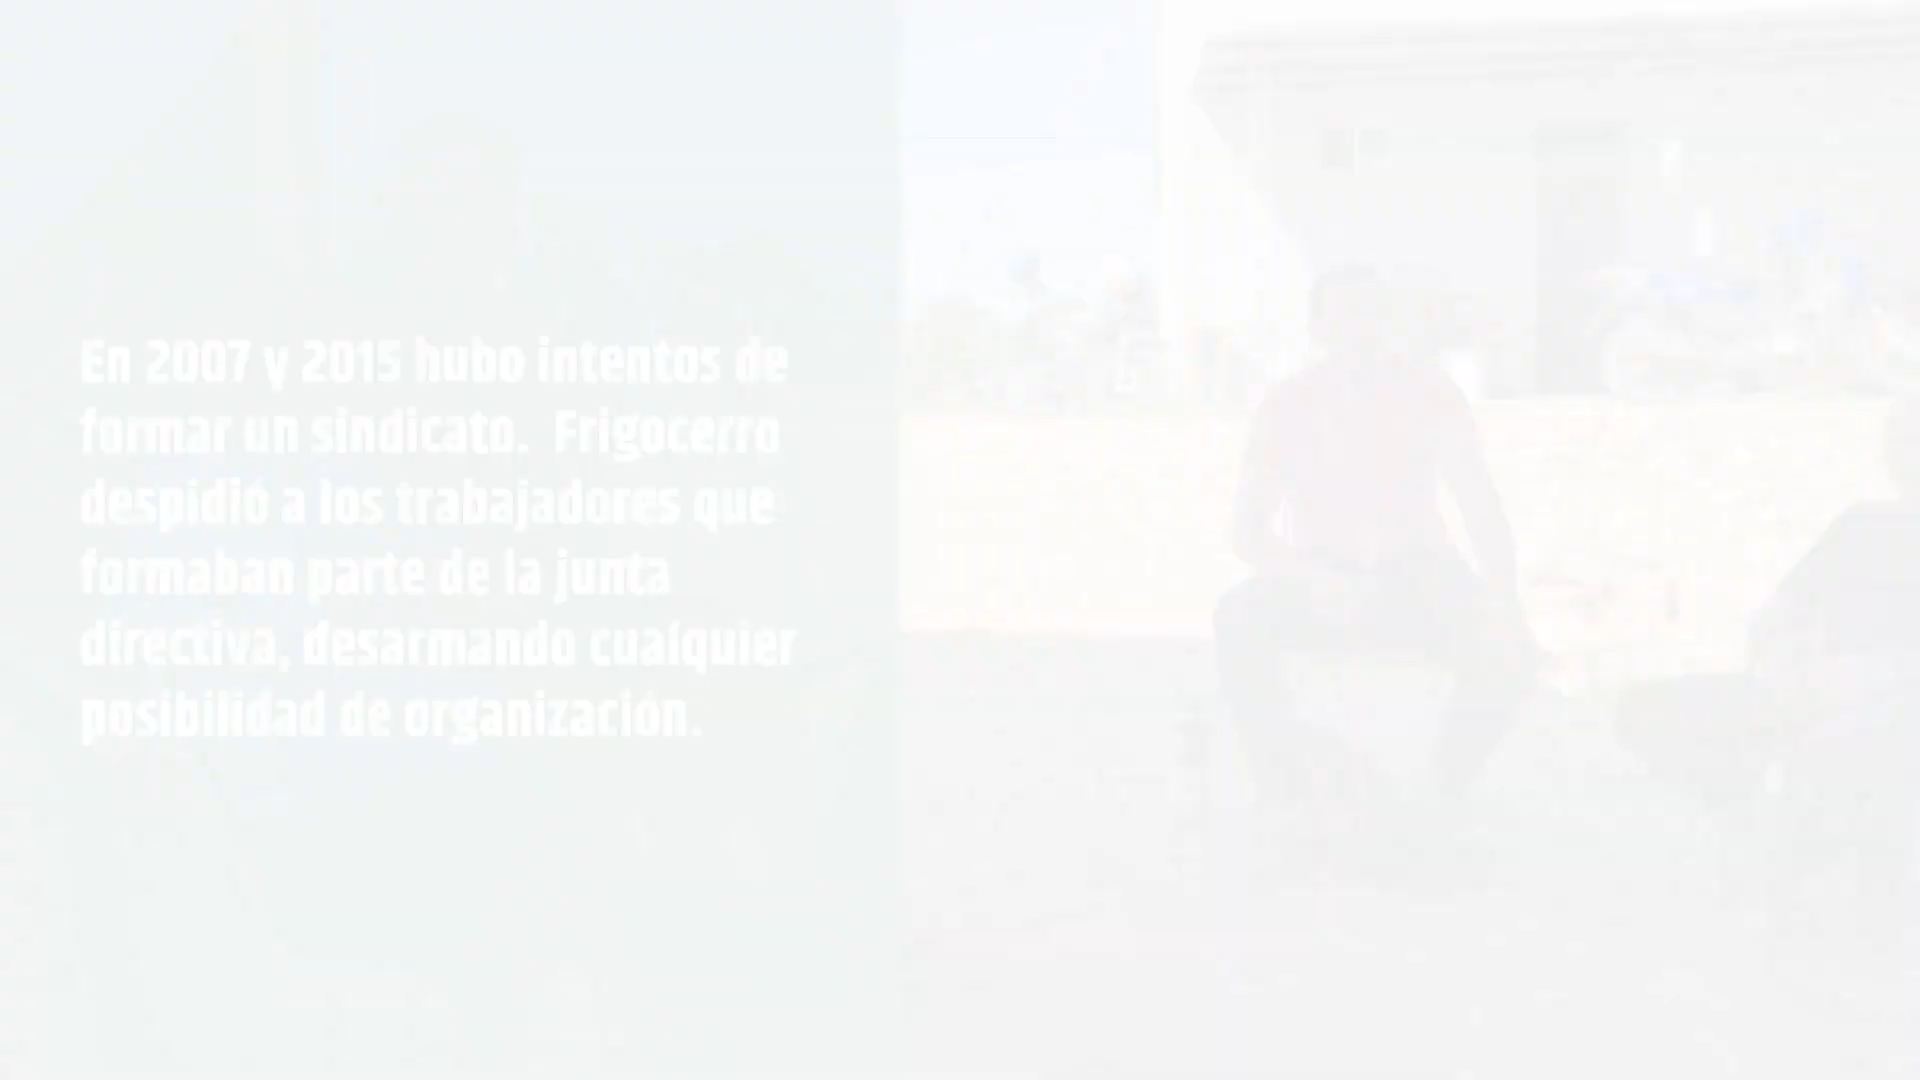 En 2007 y 2015 hubo intentos de
formar un sindicato.  Frigocerro
despidió a los trabajadores que
formaban parte de la junta
directiva, desarmando cualquier
posibilidad de organización.